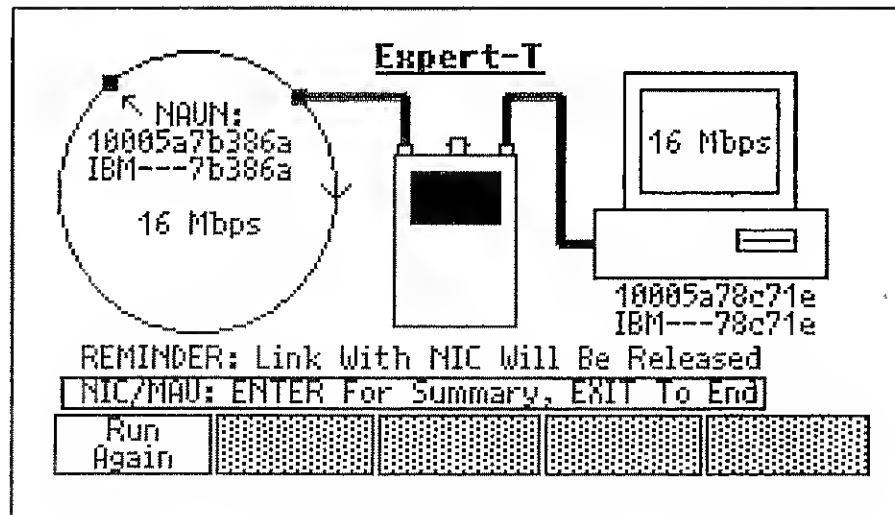 Expert-T
NAUN:
10005a7b386a
IBM---7b386a
16 Mbps
16 Mbps
10005a78c71e
IBM---78c71e
REMINDER: Link With NIC Will Be Released
NIC/MAU: ENTER For Summary, EXIT To End
Run
Again